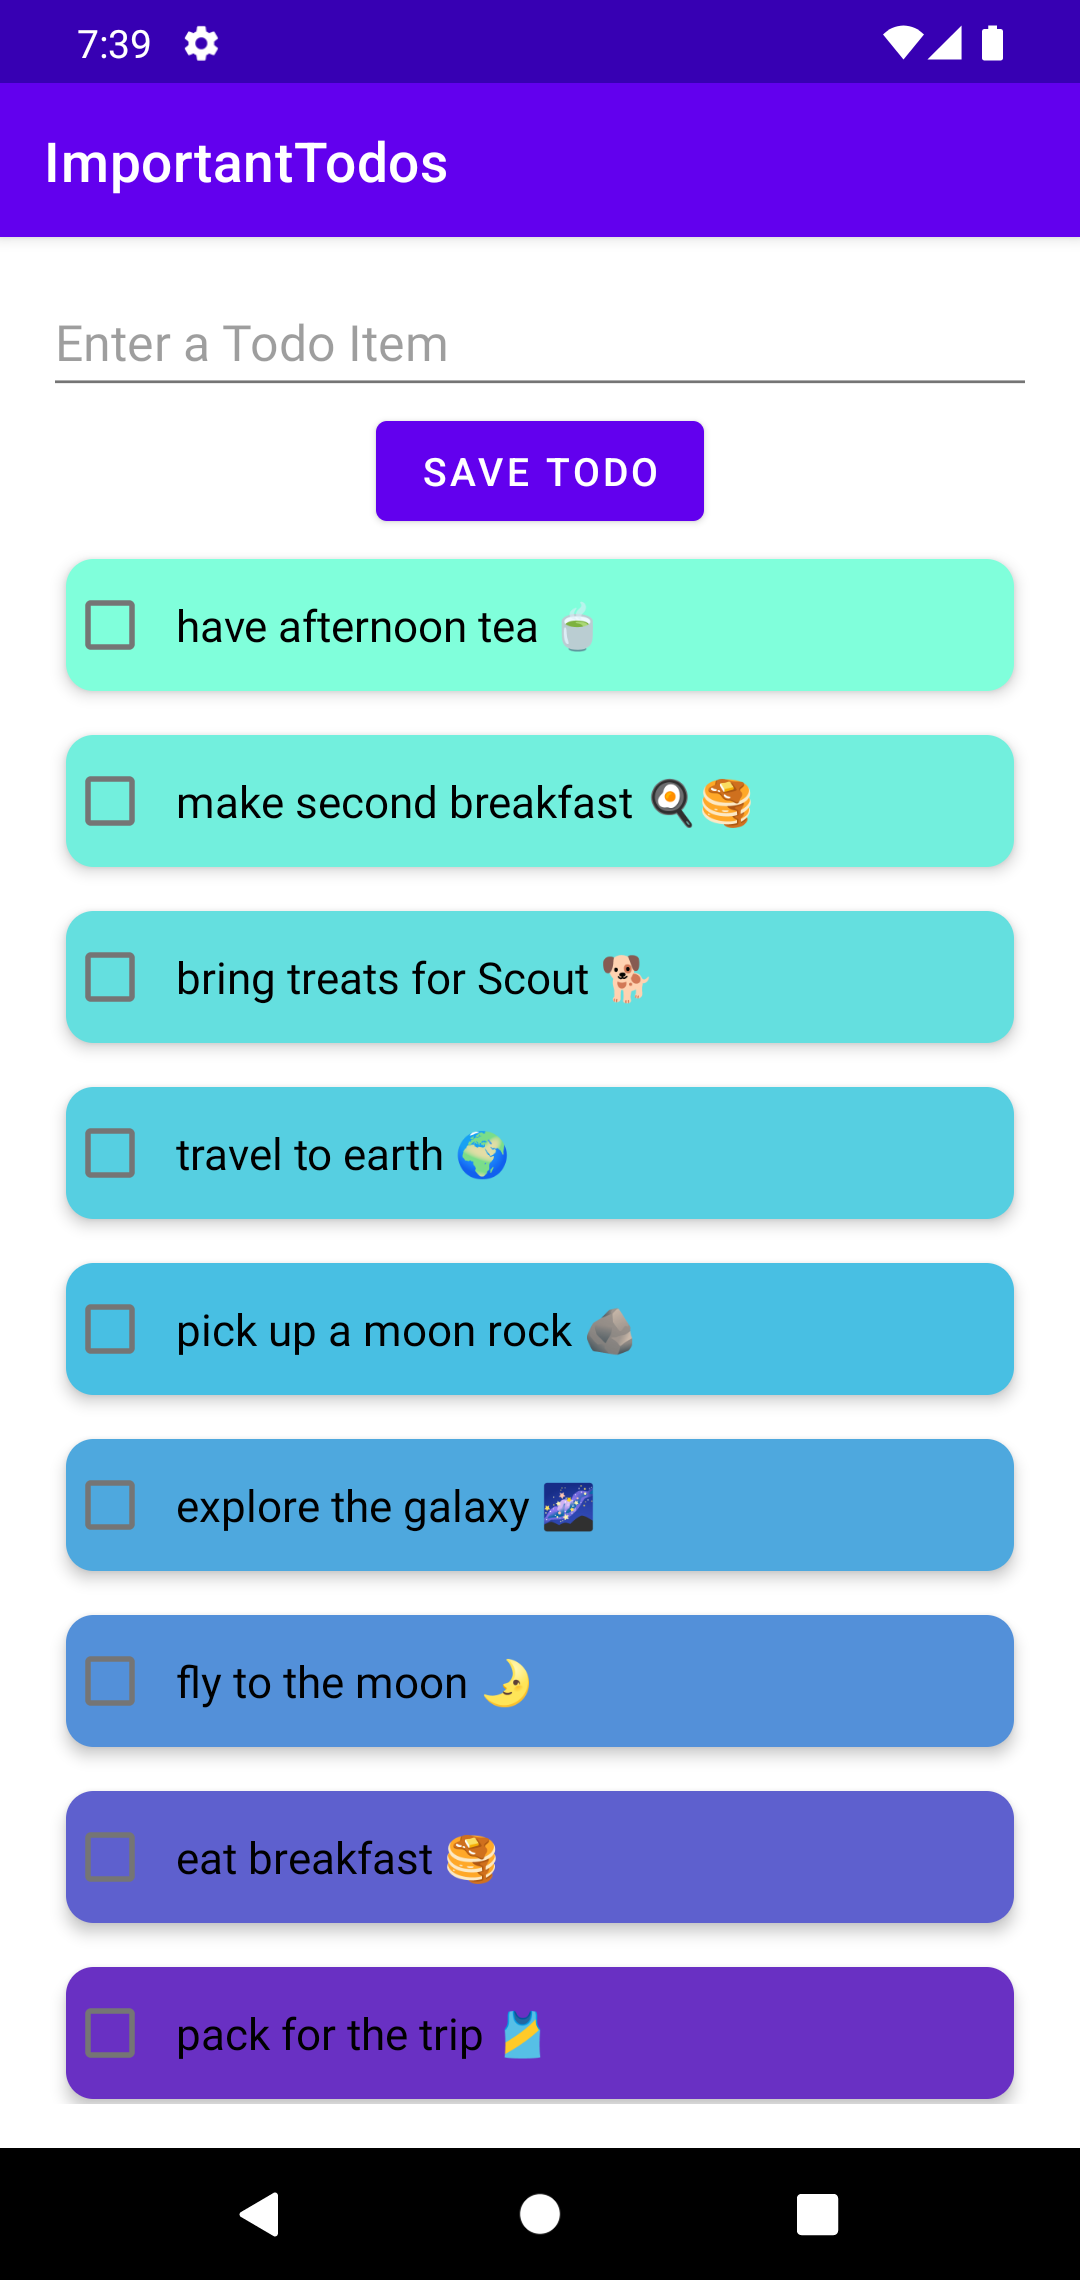 7:39
ImportantTodos
Enter a Todo Item
SAVE TODO
have afternoon tea 🍵
make second breakfast 🍳🥞
bring treats for Scout 🐕
travel to earth 🌍
pick up a moon rock 🪨
explore the galaxy 🌌
fly to the moon 🌛
eat breakfast 🥞
pack for the trip 🎽